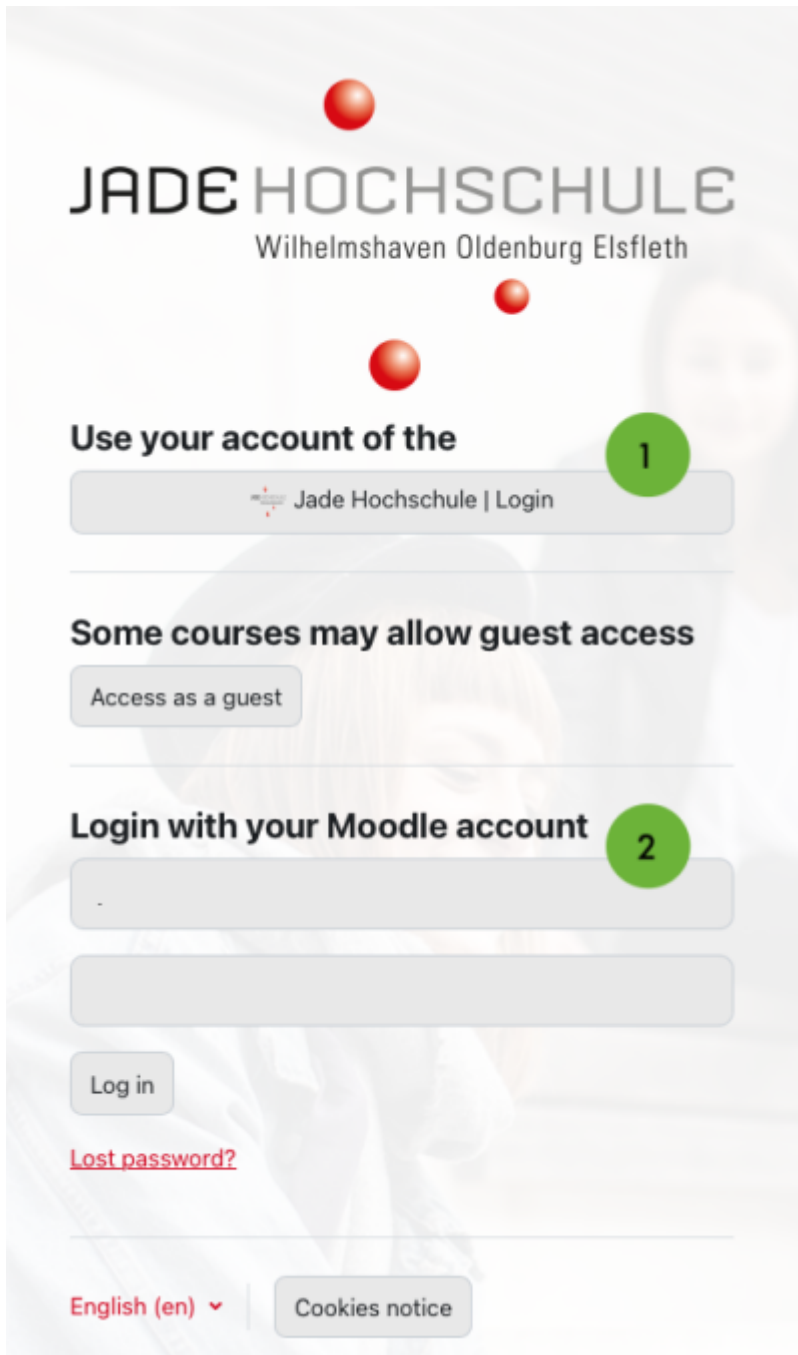 JADE HOCHSCHULE
Wilhelmshaven Oldenburg Elsfleth
Use your account of the
1
Jade Hochschule | Login
Some courses may allow guest access
Access as a guest
Login with your Moodle account
2
Log in
Lost password?
English (en)
Cookies notice